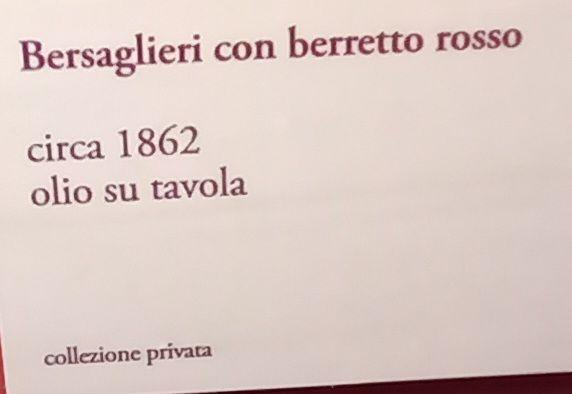 Bersaglieri con berretto rosso
circa 1862
olio su tavola
collezione privata